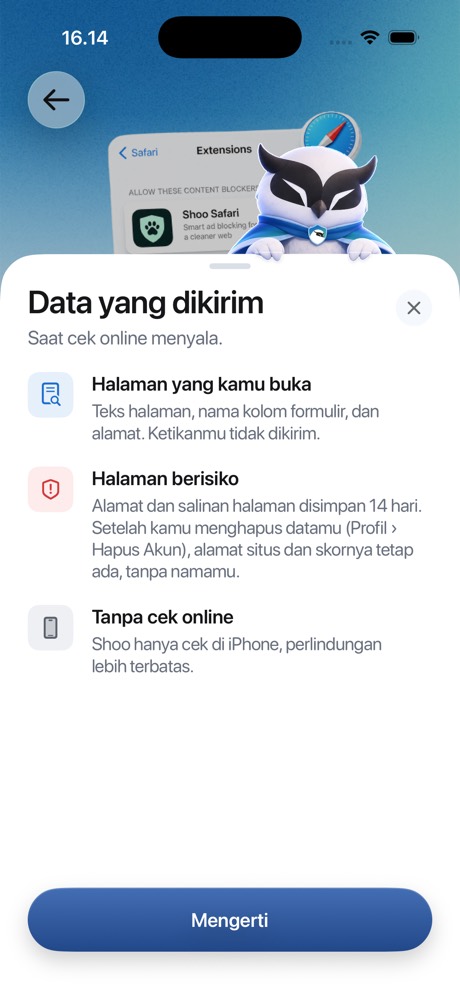 16.14
Safari
Extensions
ALLOW THESE CONTENT BLOCKER
Shoo Safari
Smart ad blocking fo
a cleaner web
Data yang dikirim
Saat cek online menyala.
Halaman yang kamu buka
Teks halaman, nama kolom formulir, dan
alamat. Ketikanmu tidak dikirim.
Halaman berisiko
Alamat dan salinan halaman disimpan 14 hari.
Setelah kamu menghapus datamu (Profil ›
Hapus Akun), alamat situs dan skornya tetap
ada, tanpa namamu.
Tanpa cek online
Shoo hanya cek di iPhone, perlindungan
lebih terbatas.
Mengerti